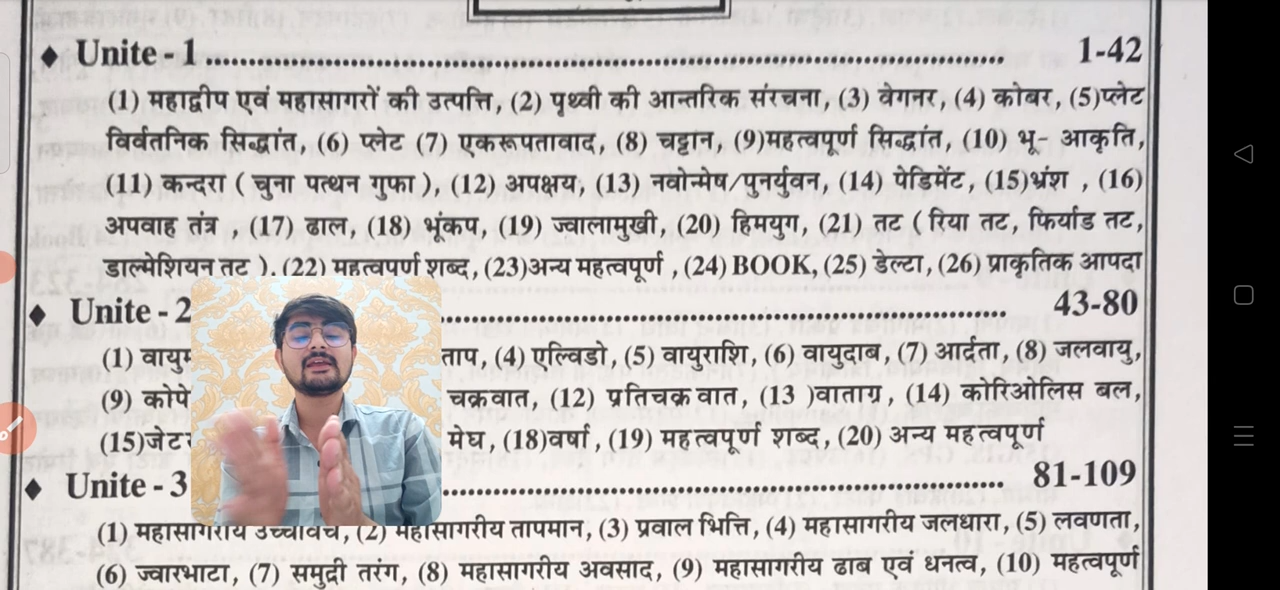 ♦ Unite - 1 ........ 1-42
(1) महाद्वीप एवं महासागरों की उत्पत्ति, (2) पृथ्वी की आन्तरिक संरचना, (3) वेगनर, (4) कोबर, (5)प्लेट
विर्वतनिक सिद्धांत, (6) प्लेट (7) एकरूपतावाद, (8) चट्टान, (9)महत्वपूर्ण सिद्धांत, (10) भू- आकृति,
(11) कन्दरा ( चुना पत्थन गुफा ), (12) अपक्षय, (13) नवोन्मेष/पुनर्युवन, (14) पेडिमेंट, (15)भ्रंश , (16)
अपवाह तंत्र , (17) ढाल, (18) भूंकप, (19) ज्वालामुखी, (20) हिमयुग, (21) तट ( रिया तट, फियोर्ड तट,
डाल्मेशियन तट ), (22) महत्वपूर्ण शब्द, (23)अन्य महत्वपूर्ण , (24) BOOK, (25) डेल्टा, (26) प्राकृतिक आपदा
♦ Unite - 2 ........ 43-80
(1) ताप, (4) एल्विडो, (5) वायुराशि, (6) वायुदाब, (7) आर्द्रता, (8) जलवायु,
(9) चक्रवात, (12) प्रतिचक्रवात, (13 )वाताग्र, (14) कोरिओलिस बल,
(15)जेट मेघ, (18)वर्षा, (19) महत्वपूर्ण शब्द, (20) अन्य महत्वपूर्ण
♦ Unite - 3 ........ 81-109
(1) महासागरीय उच्चावच, (2) महासागरीय तापमान, (3) प्रवाल भित्ति, (4) महासागरीय जलधारा, (5) लवणता,
(6) ज्वारभाटा, (7) समुद्री तरंग, (8) महासागरीय अवसाद, (9) महासागरीय ढाब एवं धनत्व, (10) महत्वपूर्ण